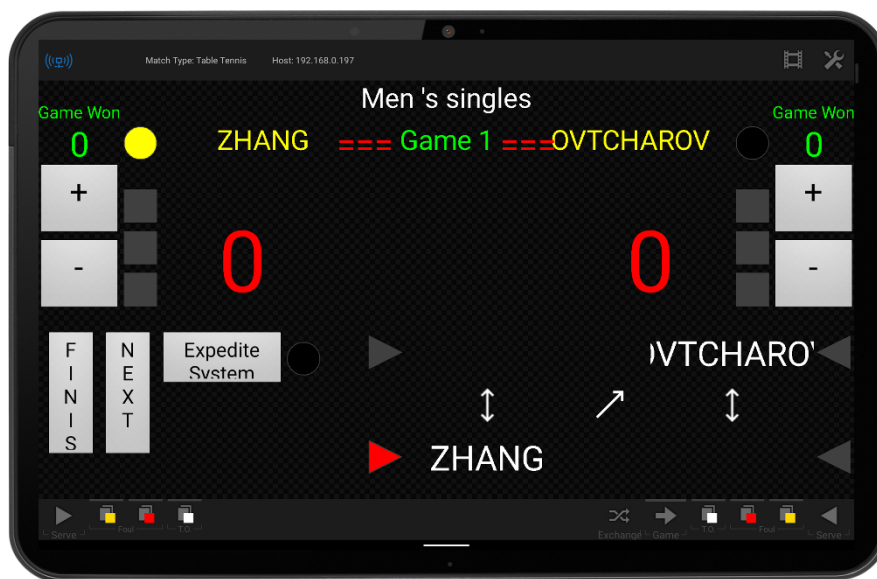 Match Type: Table Tennis Host: 192.168.0.197
Men 's singles
Game Won
0
ZHANG === Game 1 === OVTCHAROV
Game Won
0
+
-
0
0
+
-
F
I
N
I
S
N
E
X
T
Expedite
System
OVTCHAROV
ZHANG
Serve
Foul
T.O.
Exchange
Game
T.O.
Foul
Serve